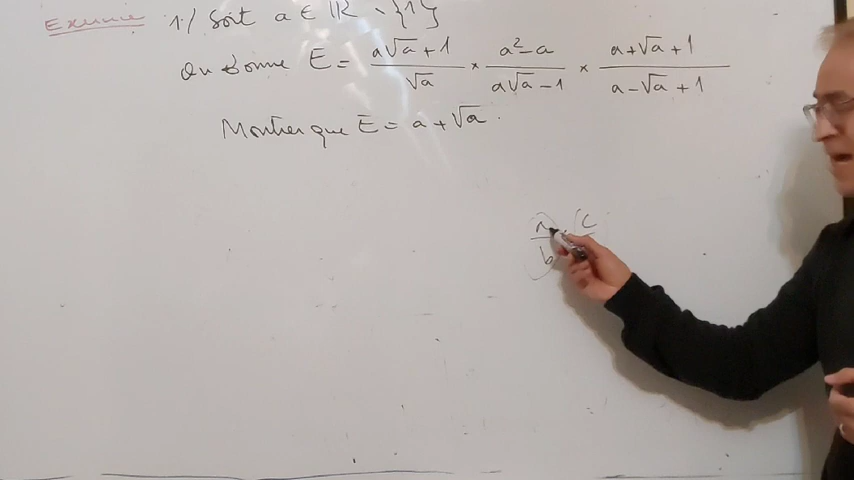 Exercice 1/ Soit a ∈ ℝ \ {1}
On donne E = (a√a + 1)/√a × (a² - a)/(a√a - 1) × (a + √a + 1)/(a - √a + 1)
Montrer que E = a + √a.
a/b · c